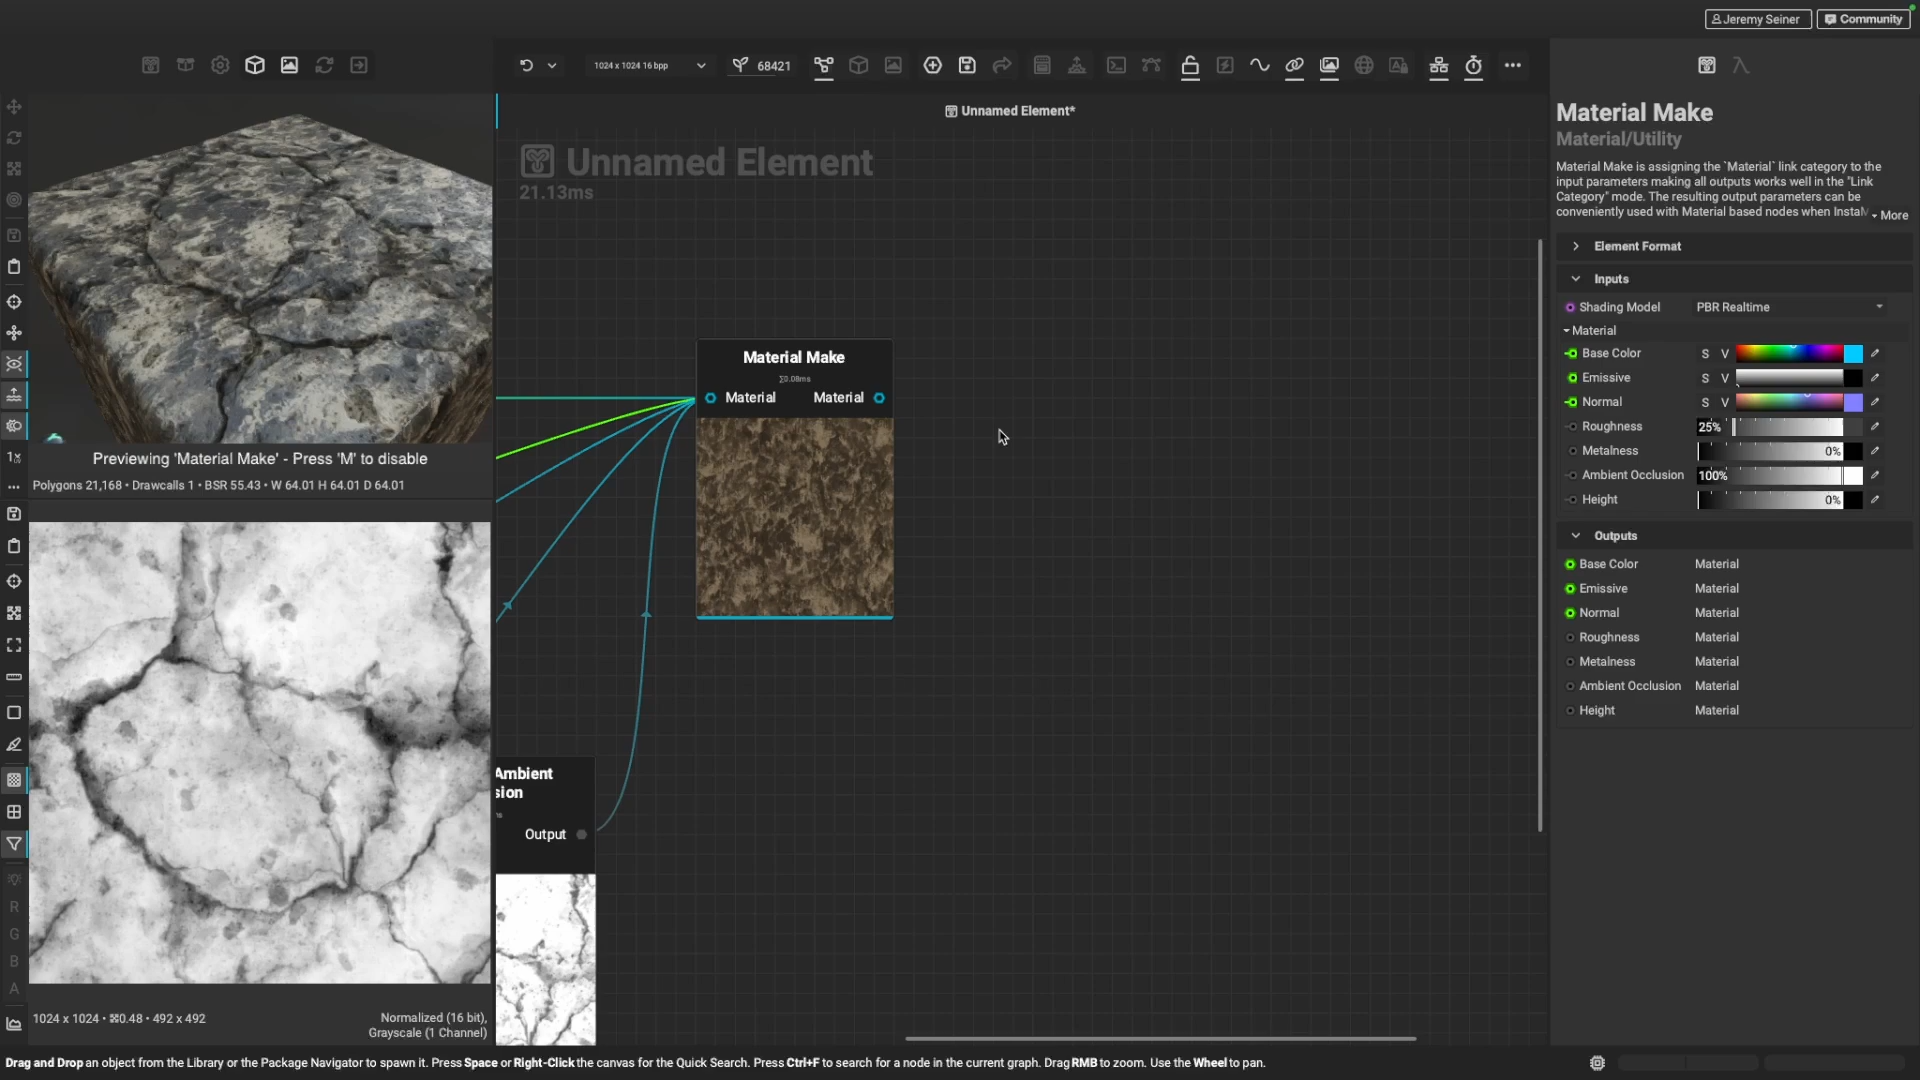 Jeremy Seiner
Community
1024 x 1024 16 bpp
68421
Unnamed Element*
Unnamed Element
21.13ms
Previewing 'Material Make' - Press 'M' to disable
Polygons 21,168 • Drawcalls 1 • BSR 55.43 • W 64.01 H 64.01 D 64.01
1x
R
G
B
A
1024 x 1024 • 0.48 • 492 x 492
Normalized (16 bit),
Grayscale (1 Channel)
Material Make
Σ0.08ms
Material
Material
Ambient
sion
Output
Material Make
Material/Utility
Material Make is assigning the `Material` link category to the
input parameters making all outputs works well in the "Link
Category" mode. The resulting output parameters can be
conveniently used with Material based nodes when InstaM
More
Element Format
Inputs
Shading Model PBR Realtime
Material
Base Color S V
Emissive S V
Normal S V
Roughness 25%
Metalness 0%
Ambient Occlusion 100%
Height 0%
Outputs
Base Color Material
Emissive Material
Normal Material
Roughness Material
Metalness Material
Ambient Occlusion Material
Height Material
Drag and Drop an object from the Library or the Package Navigator to spawn it. Press Space or Right-Click the canvas for the Quick Search. Press Ctrl+F to search for a node in the current graph. Drag RMB to zoom. Use the Wheel to pan.